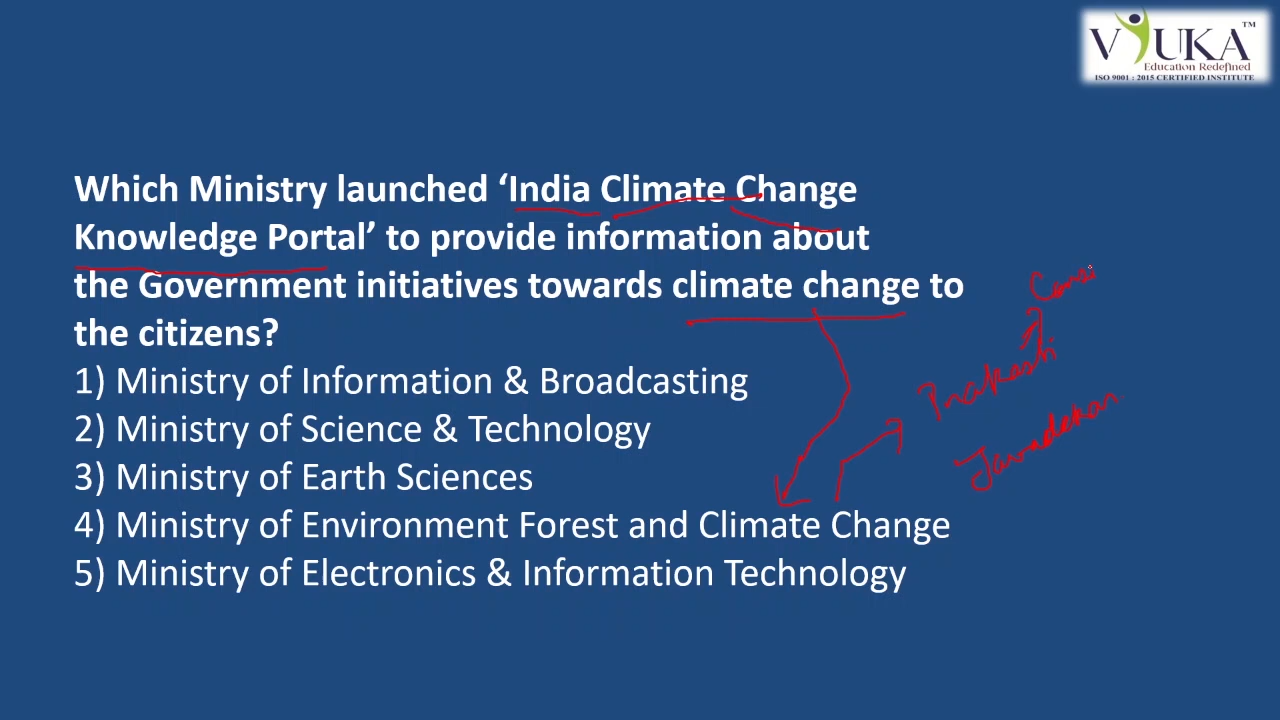 VYUKA™
Education Redefined
ISO 9001 : 2015 CERTIFIED INSTITUTE
Which Ministry launched ‘India Climate Change
Knowledge Portal’ to provide information about
the Government initiatives towards climate change to
the citizens?
1) Ministry of Information & Broadcasting
2) Ministry of Science & Technology
3) Ministry of Earth Sciences
4) Ministry of Environment Forest and Climate Change
5) Ministry of Electronics & Information Technology
Prakash
Javadekar